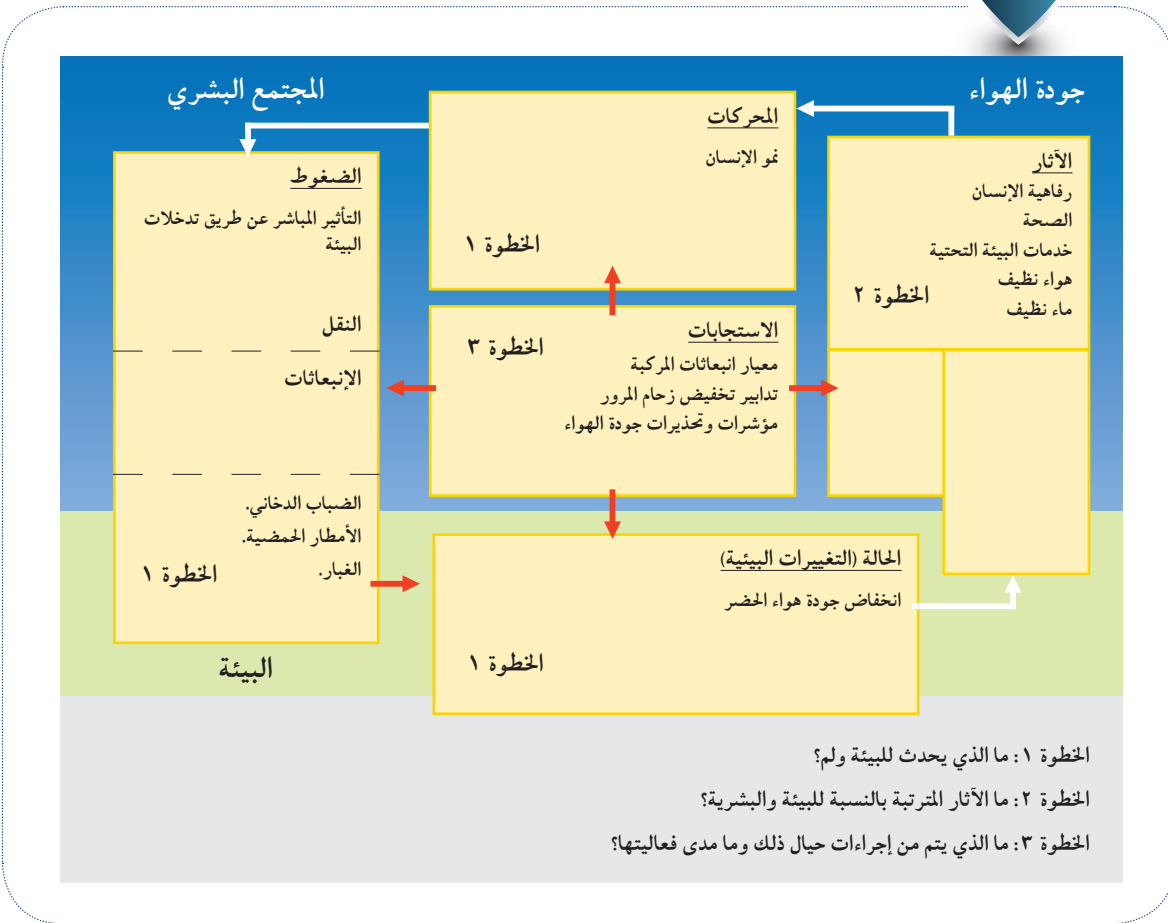 جودة الهواء
المجتمع البشري
الآثار
رفاهية الإنسان
الصحة
خدمات البيئة التحتية
هواء نظيف
ماء نظيف
الخطوة ٢
المحركات
نمو الإنسان
الخطوة ١
الضغوط
التأثير المباشر عن طريق تدخلات
البيئة
النقل
الإنبعاثات
الضباب الدخاني.
الأمطار الحمضية.
الغبار.
الخطوة ١
الاستجابات
معيار انبعاثات المركبة
تدابير تخفيض زحام المرور
مؤشرات وتحذيرات جودة الهواء
الخطوة ٣
الحالة (التغييرات البيئية)
انخفاض جودة هواء الحضر
الخطوة ١
البيئة
الخطوة ١: ما الذي يحدث للبيئة ولم؟
الخطوة ٢: ما الآثار المترتبة بالنسبة للبيئة والبشرية؟
الخطوة ٣: ما الذي يتم من إجراءات حيال ذلك وما مدى فعاليتها؟